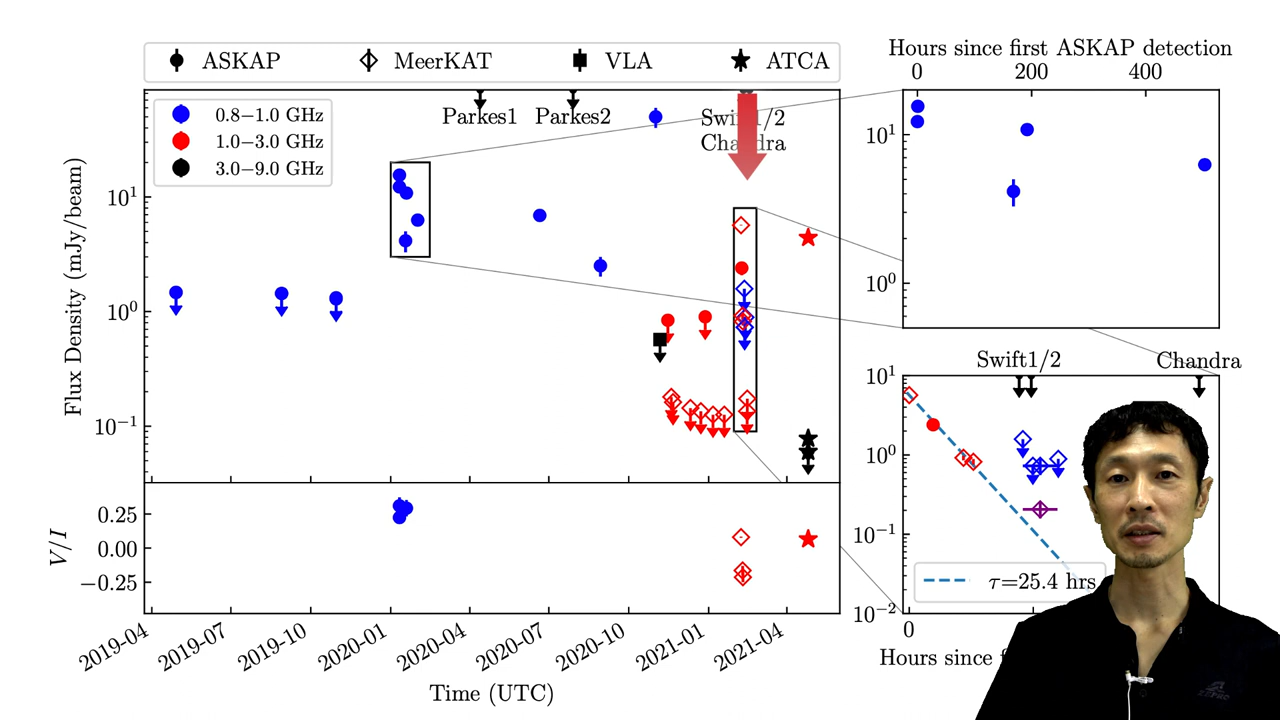 Hours since first ASKAP detection
0 200 400
ASKAP MeerKAT VLA ATCA
0.8−1.0 GHz
1.0−3.0 GHz
3.0−9.0 GHz
Parkes1 Parkes2
Swift1/2
Chandra
Flux Density (mJy/beam)
10¹
10⁰
10⁻¹
V/I
0.25
0.00
−0.25
2019-04 2019-07 2019-10 2020-01 2020-04 2020-07 2020-10 2021-01 2021-04
Time (UTC)
10¹
10⁰
Swift1/2 Chandra
10¹
10⁰
10⁻¹
10⁻²
τ=25.4 hrs
0
Hours since